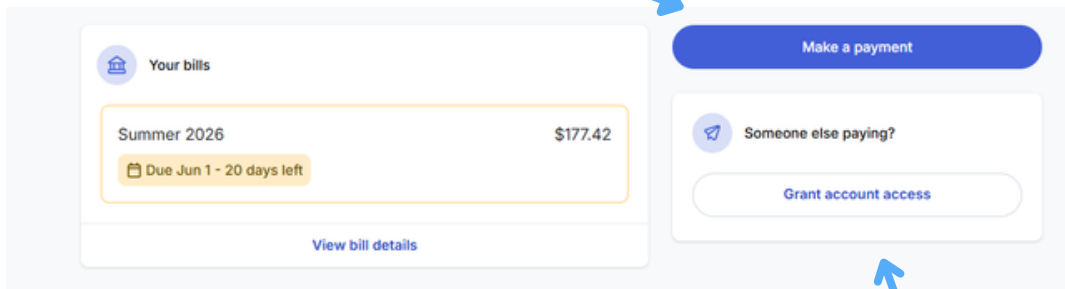 Your bills
Summer 2026 $177.42
Due Jun 1 - 20 days left
View bill details
Make a payment
Someone else paying?
Grant account access